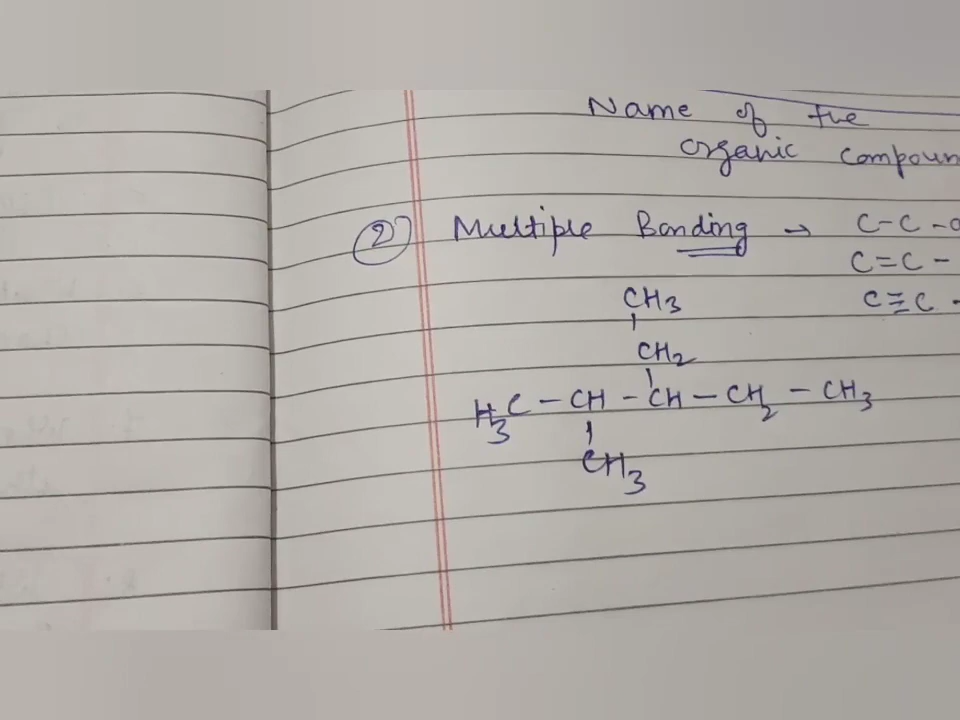 Name of the
organic compoun
② Multiple Bonding → C-C -a
C=C -
C≡C -
CH3
CH2
H3C - CH - CH - CH2 - CH3
CH3